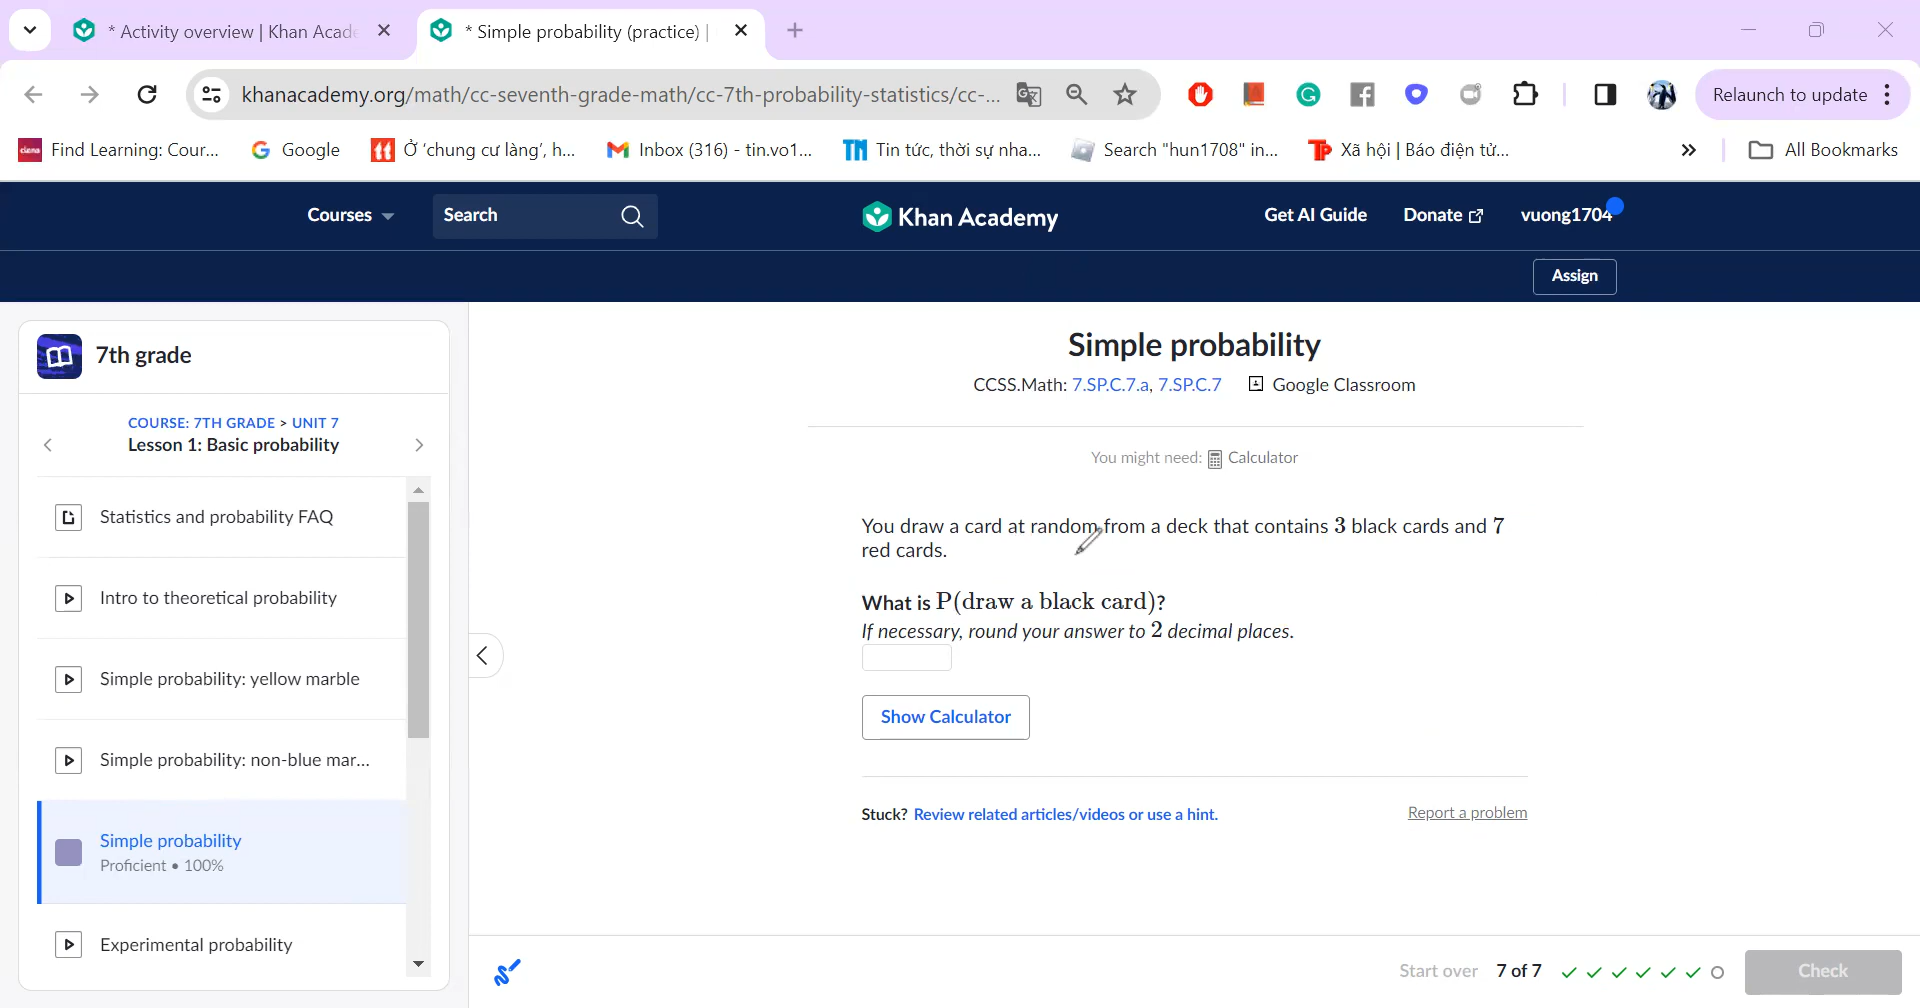 * Activity overview | Khan Acade
* Simple probability (practice) |
khanacademy.org/math/cc-seventh-grade-math/cc-7th-probability-statistics/cc-...
Relaunch to update
Find Learning: Cour...
Google
Ở ‘chung cư làng’, h...
Inbox (316) - tin.vo1...
Tin tức, thời sự nha...
Search "hun1708" in...
Xã hội | Báo điện tử...
All Bookmarks
Courses
Search
Khan Academy
Get AI Guide
Donate
vuong1704
Assign
7th grade
COURSE: 7TH GRADE > UNIT 7
Lesson 1: Basic probability
Statistics and probability FAQ
Intro to theoretical probability
Simple probability: yellow marble
Simple probability: non-blue mar...
Simple probability
Proficient • 100%
Experimental probability
Simple probability
CCSS.Math: 7.SP.C.7.a, 7.SP.C.7
Google Classroom
You might need: Calculator
You draw a card at random from a deck that contains 3 black cards and 7
red cards.
What is P(draw a black card)?
If necessary, round your answer to 2 decimal places.
Show Calculator
Stuck? Review related articles/videos or use a hint.
Report a problem
Start over
7 of 7
Check